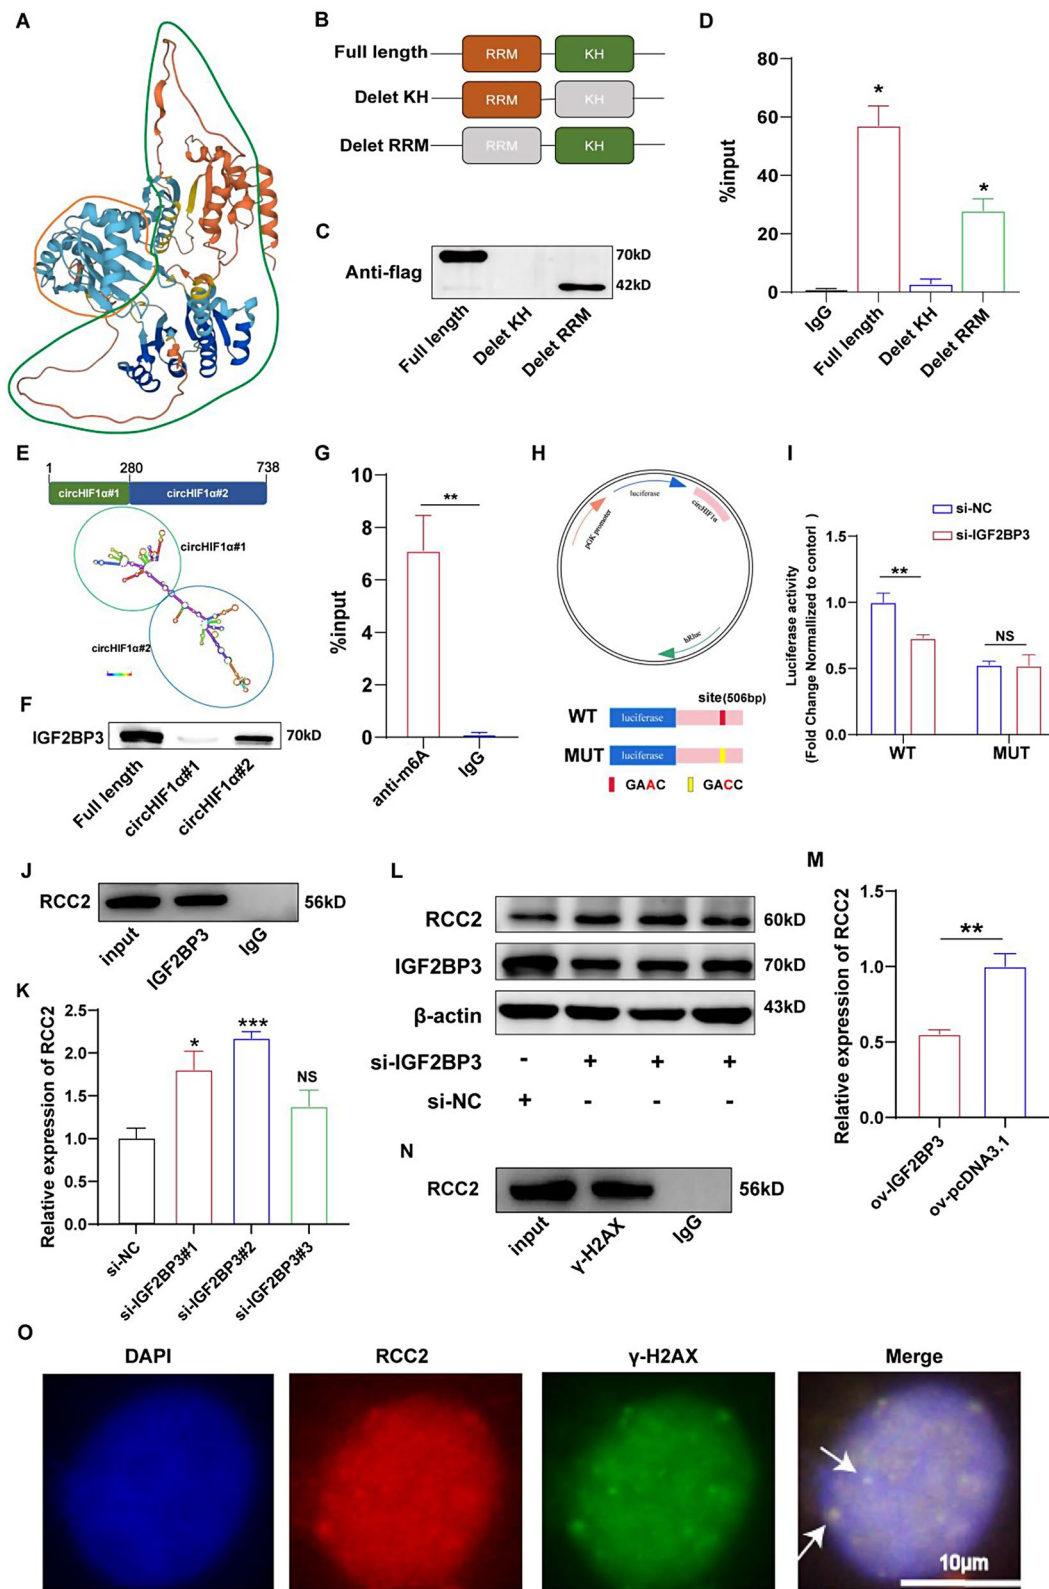 A
B
Full length
RRM
KH
Delet KH
RRM
KH
Delet RRM
RRM
KH
C
Anti-flag
70kD
42kD
Full length
Delet KH
Delet RRM
D
%input
80
60
40
20
0
*
*
IgG
Full length
Delet KH
Delet RRM
E
1
280
738
circHIF1α#1
circHIF1α#2
circHIF1α#1
circHIF1α#2
F
IGF2BP3
70kD
Full length
circHIF1α#1
circHIF1α#2
G
%input
10
8
6
4
2
0
**
anti-m6A
IgG
H
pGK promoter
luciferase
circHIF1α
hRluc
site(506bp)
WT
luciferase
MUT
luciferase
GAAC
GACC
I
si-NC
si-IGF2BP3
Luciferase activity
(Fold Change Normallized to contorl )
1.5
1.0
0.5
0.0
**
NS
WT
MUT
J
RCC2
56kD
input
IGF2BP3
IgG
K
Relative expression of RCC2
2.5
2.0
1.5
1.0
0.5
0.0
*
***
NS
si-NC
si-IGF2BP3#1
si-IGF2BP3#2
si-IGF2BP3#3
L
RCC2
60kD
IGF2BP3
70kD
β-actin
43kD
si-IGF2BP3 - + + +
si-NC + - - -
M
Relative expression of RCC2
1.5
1.0
0.5
0.0
**
ov-IGF2BP3
ov-pcDNA3.1
N
RCC2
56kD
input
γ-H2AX
IgG
O
DAPI
RCC2
γ-H2AX
Merge
10μm